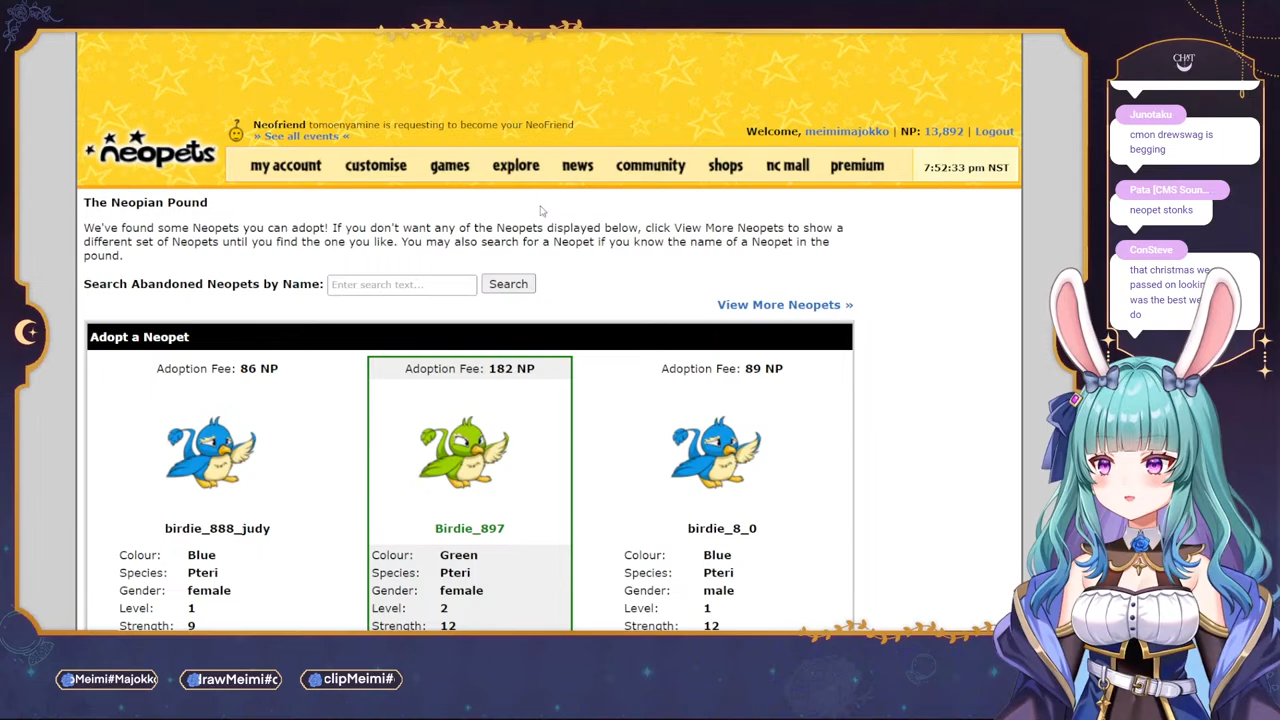 Neofriend tomoenyamine is requesting to become your NeoFriend
» See all events «
Welcome, meimimajokko | NP: 13,892 | Logout
neopets
my account customise games explore news community shops nc mall premium
7:52:33 pm NST
The Neopian Pound
We've found some Neopets you can adopt! If you don't want any of the Neopets displayed below, click View More Neopets to show a
different set of Neopets until you find the one you like. You may also search for a Neopet if you know the name of a Neopet in the
pound.
Search Abandoned Neopets by Name: Enter search text... Search
View More Neopets »
Adopt a Neopet
Adoption Fee: 86 NP
birdie_888_judy
Colour: Blue
Species: Pteri
Gender: female
Level: 1
Strength: 9
Adoption Fee: 182 NP
Birdie_897
Colour: Green
Species: Pteri
Gender: female
Level: 2
Strength: 12
Adoption Fee: 89 NP
birdie_8_0
Colour: Blue
Species: Pteri
Gender: male
Level: 1
Strength: 12
CHAT
Junotaku
cmon drewswag is
begging
Pata [CMS Soun...
neopet stonks
ConSteve
that christmas we
passed on
was the best we
do
Meimi#Majokk
drawMeimi#
clipMeimi#